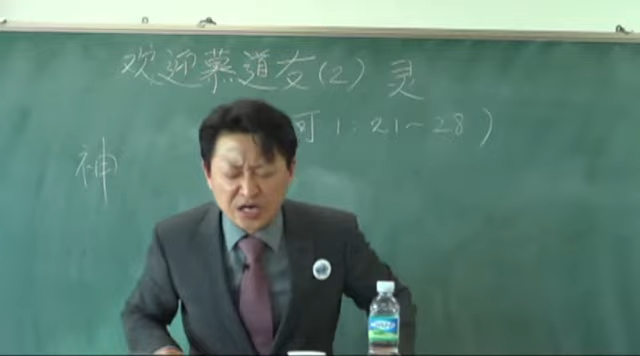 欢迎慕道友(2) 灵
可 1:21~28)
神